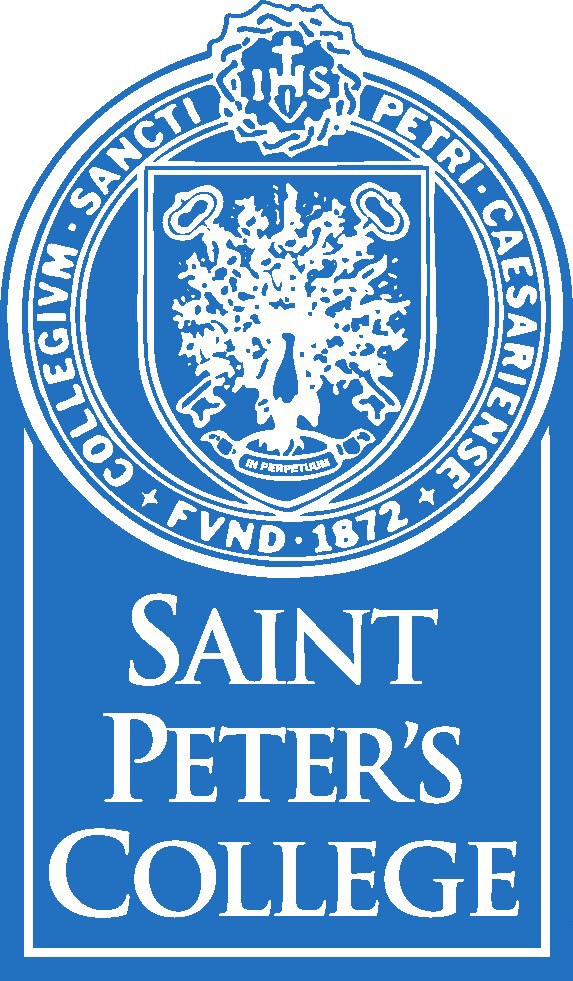 IHS
COLLEGIVM · SANCTI PETRI · CAESARIENSE
FVND · 1872
IN PERPETUUM
SAINT
PETER'S
COLLEGE